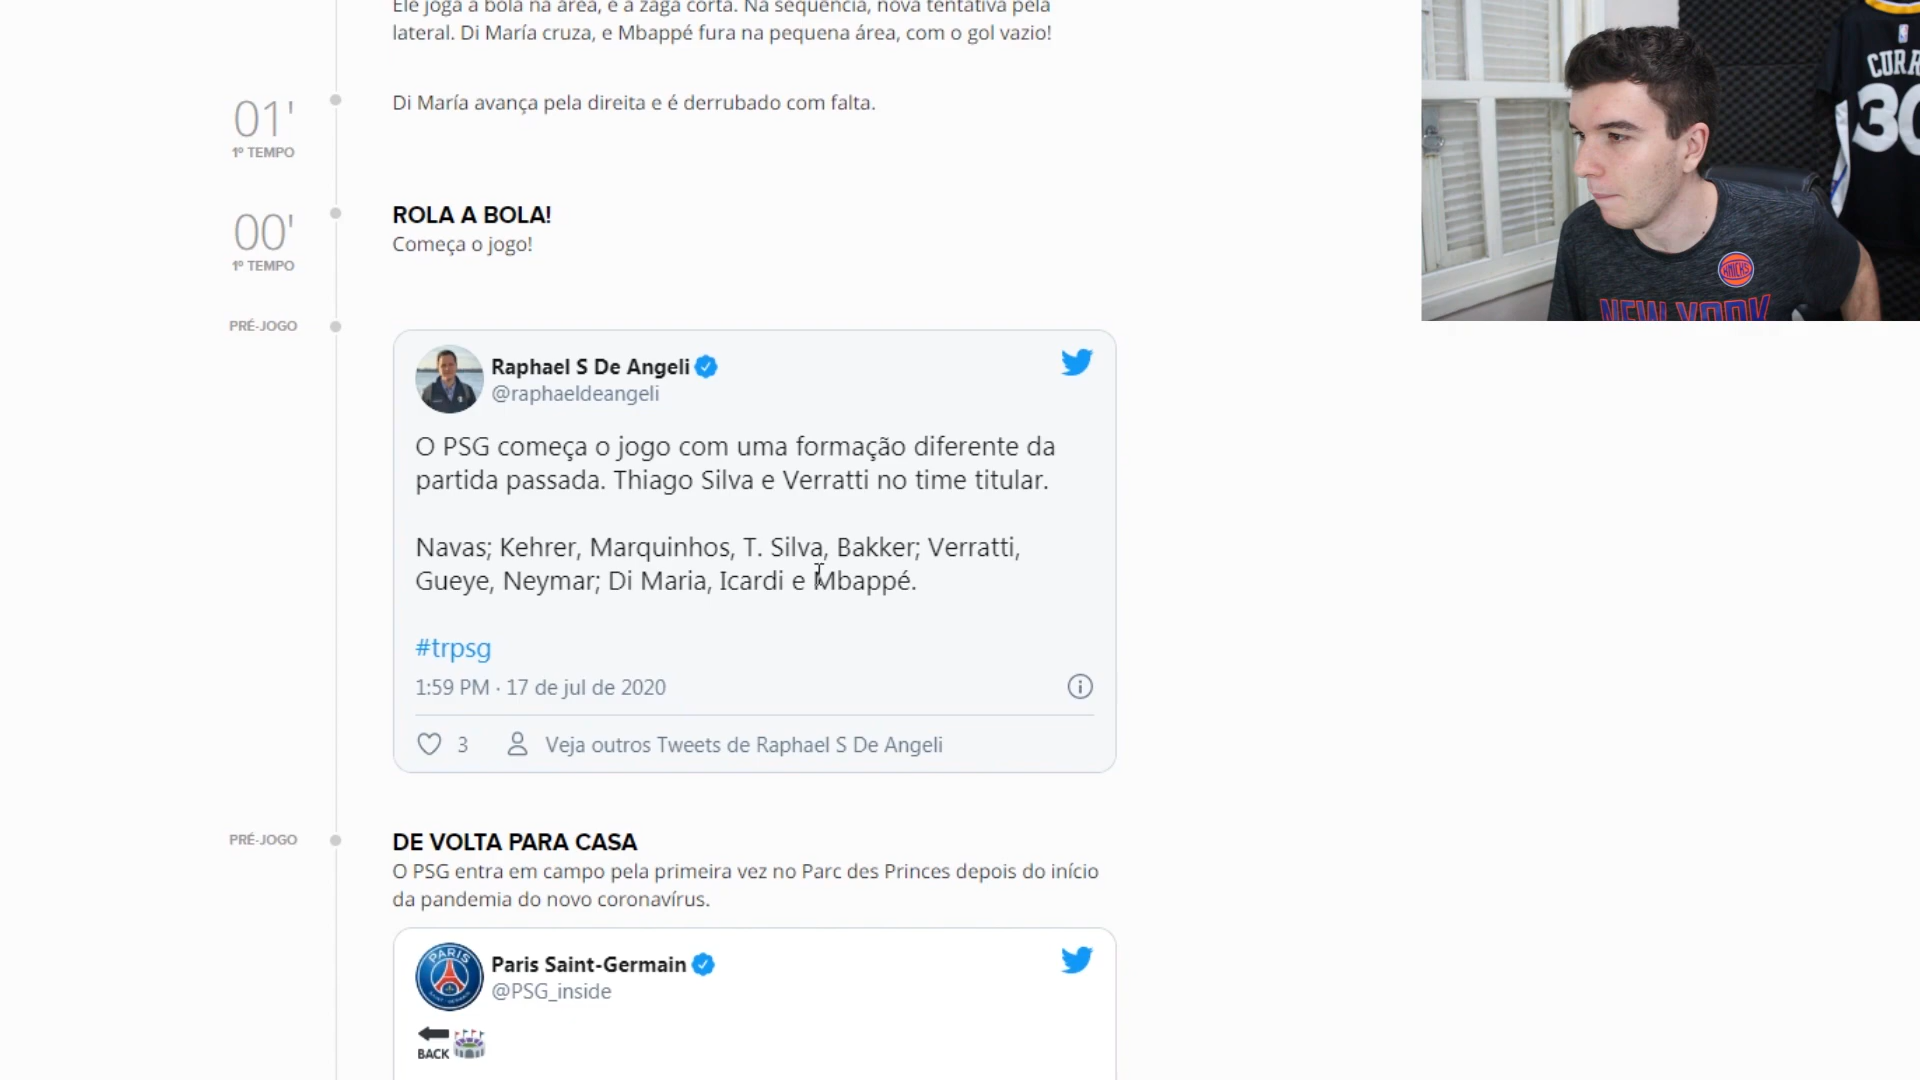 Ele joga a bola na área, e a zaga corta. Na sequência, nova tentativa pela
lateral. Di María cruza, e Mbappé fura na pequena área, com o gol vazio!
01'
1º TEMPO
Di María avança pela direita e é derrubado com falta.
00'
1º TEMPO
ROLA A BOLA!
Começa o jogo!
PRÉ-JOGO
Raphael S De Angeli
@raphaeldeangeli
O PSG começa o jogo com uma formação diferente da
partida passada. Thiago Silva e Verratti no time titular.
Navas; Kehrer, Marquinhos, T. Silva, Bakker; Verratti,
Gueye, Neymar; Di Maria, Icardi e Mbappé.
#trpsg
1:59 PM · 17 de jul de 2020
3
Veja outros Tweets de Raphael S De Angeli
PRÉ-JOGO
DE VOLTA PARA CASA
O PSG entra em campo pela primeira vez no Parc des Princes depois do início
da pandemia do novo coronavírus.
PARIS
Paris Saint-Germain
@PSG_inside
BACK
CURR
30
KNICKS
NEW YORK